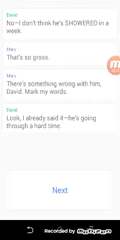 David
No—I don't think he's SHOWERED in a
week.
Mary
That's so gross.
Mary
There's something wrong with him,
David. Mark my words.
David
Look, I already said it—he's going
through a hard time.
Next
Recorded by